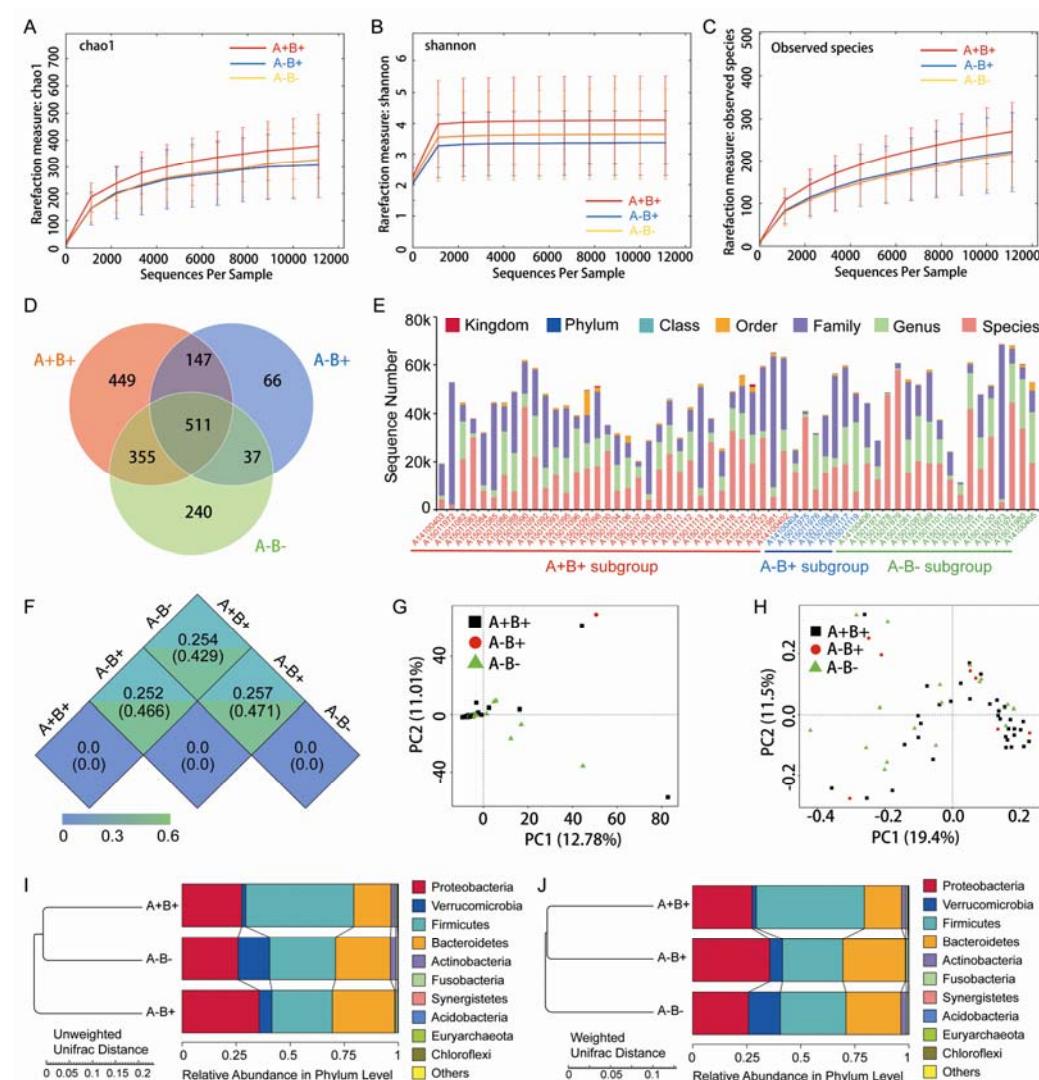 A
chao1
A+B+
A-B+
A-B-
Rarefaction measure: chao1
700
600
500
400
300
200
100
0
0 2000 4000 6000 8000 10000 12000
Sequences Per Sample
B
shannon
Rarefaction measure: shannon
6
5
4
3
2
1
0
A+B+
A-B+
A-B-
0 2000 4000 6000 8000 10000 12000
Sequences Per Sample
C
Observed species
A+B+
A-B+
A-B-
Rarefaction measure: observed species
500
400
300
200
100
0
0 2000 4000 6000 8000 10000 12000
Sequences Per Sample
D
A+B+
A-B+
A-B-
449
147
66
511
355
37
240
E
Kingdom Phylum Class Order Family Genus Species
Sequence Number
80k
60k
40k
20k
0
A+B+ subgroup
A-B+ subgroup
A-B- subgroup
F
A-B- A+B+
A-B+ A-B+
A+B+ A-B-
0.254
(0.429)
0.252
(0.466)
0.257
(0.471)
0.0
(0.0)
0.0
(0.0)
0.0
(0.0)
0 0.3 0.6
G
A+B+
A-B+
A-B-
PC2 (11.01%)
40
0
-40
0 20 40 60 80
PC1 (12.78%)
H
A+B+
A-B+
A-B-
PC2 (11.5%)
0.2
0.0
-0.2
-0.4 -0.2 0.0 0.2
PC1 (19.4%)
I
A+B+
A-B-
A-B+
Unweighted
Unifrac Distance
0 0.05 0.1 0.15 0.2
0 0.25 0.5 0.75 1
Relative Abundance in Phylum Level
Proteobacteria
Verrucomicrobia
Firmicutes
Bacteroidetes
Actinobacteria
Fusobacteria
Synergistetes
Acidobacteria
Euryarchaeota
Chloroflexi
Others
J
A+B+
A-B+
A-B-
Weighted
Unifrac Distance
0 0.05 0.1
0 0.25 0.5 0.75 1
Relative Abundance in Phylum Level
Proteobacteria
Verrucomicrobia
Firmicutes
Bacteroidetes
Actinobacteria
Fusobacteria
Synergistetes
Acidobacteria
Euryarchaeota
Chloroflexi
Others